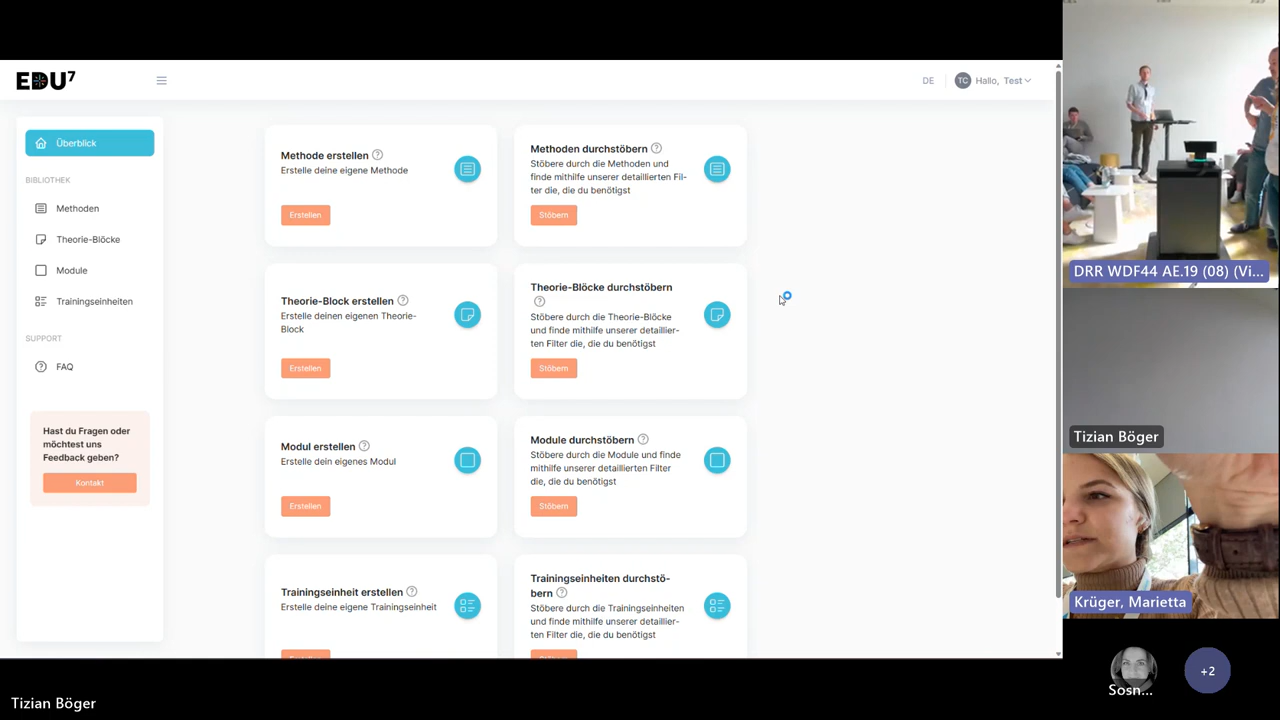 EDU7
DE
TC Hallo, Test
Überblick
BIBLIOTHEK
Methoden
Theorie-Blöcke
Module
Trainingseinheiten
SUPPORT
FAQ
Hast du Fragen oder
möchtest uns
Feedback geben?
Kontakt
Methode erstellen ?
Erstelle deine eigene Methode
Erstellen
Methoden durchstöbern ?
Stöbere durch die Methoden und
finde mithilfe unserer detaillierten Fil-
ter die, die du benötigst
Stöbern
Theorie-Block erstellen ?
Erstelle deinen eigenen Theorie-
Block
Erstellen
Theorie-Blöcke durchstöbern
?
Stöbere durch die Theorie-Blöcke
und finde mithilfe unserer detaillier-
ten Filter die, die du benötigst
Stöbern
Modul erstellen ?
Erstelle dein eigenes Modul
Erstellen
Module durchstöbern ?
Stöbere durch die Module und finde
mithilfe unserer detaillierten Filter
die, die du benötigst
Stöbern
Trainingseinheit erstellen ?
Erstelle deine eigene Trainingseinheit
Trainingseinheiten durchstö-
bern ?
Stöbere durch die Trainingseinheiten
und finde mithilfe unserer detaillier-
ten Filter die, die du benötigst
DRR WDF44 AE.19 (08) (Vi...
Tizian Böger
Krüger, Marietta
Sosn...
+2
Tizian Böger